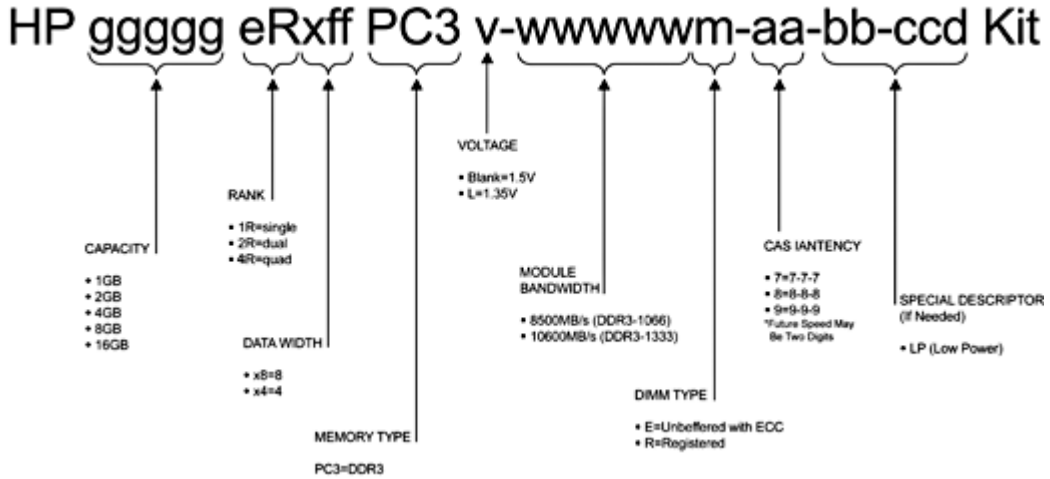 HP ggggg eRxff PC3 v-wwwwwm-aa-bb-ccd Kit
VOLTAGE
▪ Blank=1.5V
▪ L=1.35V
RANK
▪ 1R=single
▪ 2R=dual
▪ 4R=quad
CAPACITY
+ 1GB
+ 2GB
+ 4GB
+ 8GB
+ 16GB
CAS IANTENCY
▪ 7=7-7-7
▪ 8=8-8-8
▪ 9=9-9-9
*Future Speed May
Be Two Digits
MODULE
BANDWIDTH
▪ 8500MB/s (DDR3-1066)
▪ 10600MB/s (DDR3-1333)
SPECIAL DESCRIPTOR
(If Needed)
▪ LP (Low Power)
DATA WIDTH
+ x8=8
+ x4=4
DIMM TYPE
▪ E=Unbeffered with ECC
▪ R=Registered
MEMORY TYPE
PC3=DDR3